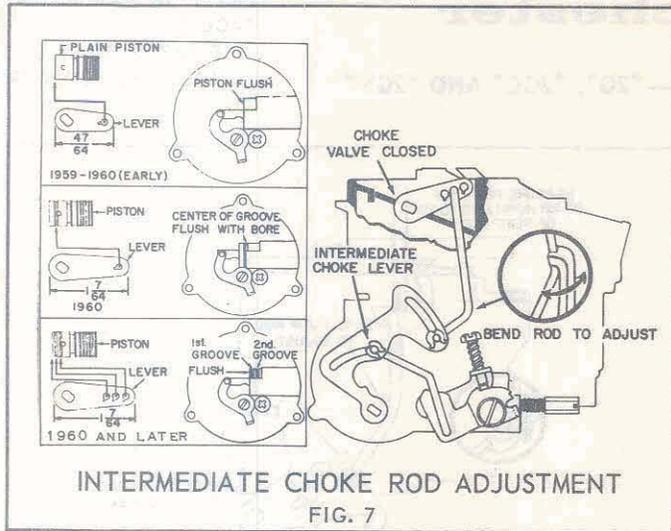 PLAIN PISTON
LEVER
47
64
1959-1960 (EARLY)
PISTON FLUSH
PISTON
LEVER
1 7
64
1960
CENTER OF GROOVE
FLUSH WITH BORE
PISTON
LEVER
1 7
64
1960 AND LATER
1st.
GROOVE
2nd.
GROOVE
FLUSH
CHOKE
VALVE CLOSED
INTERMEDIATE
CHOKE LEVER
BEND ROD TO ADJUST
INTERMEDIATE CHOKE ROD ADJUSTMENT
FIG. 7